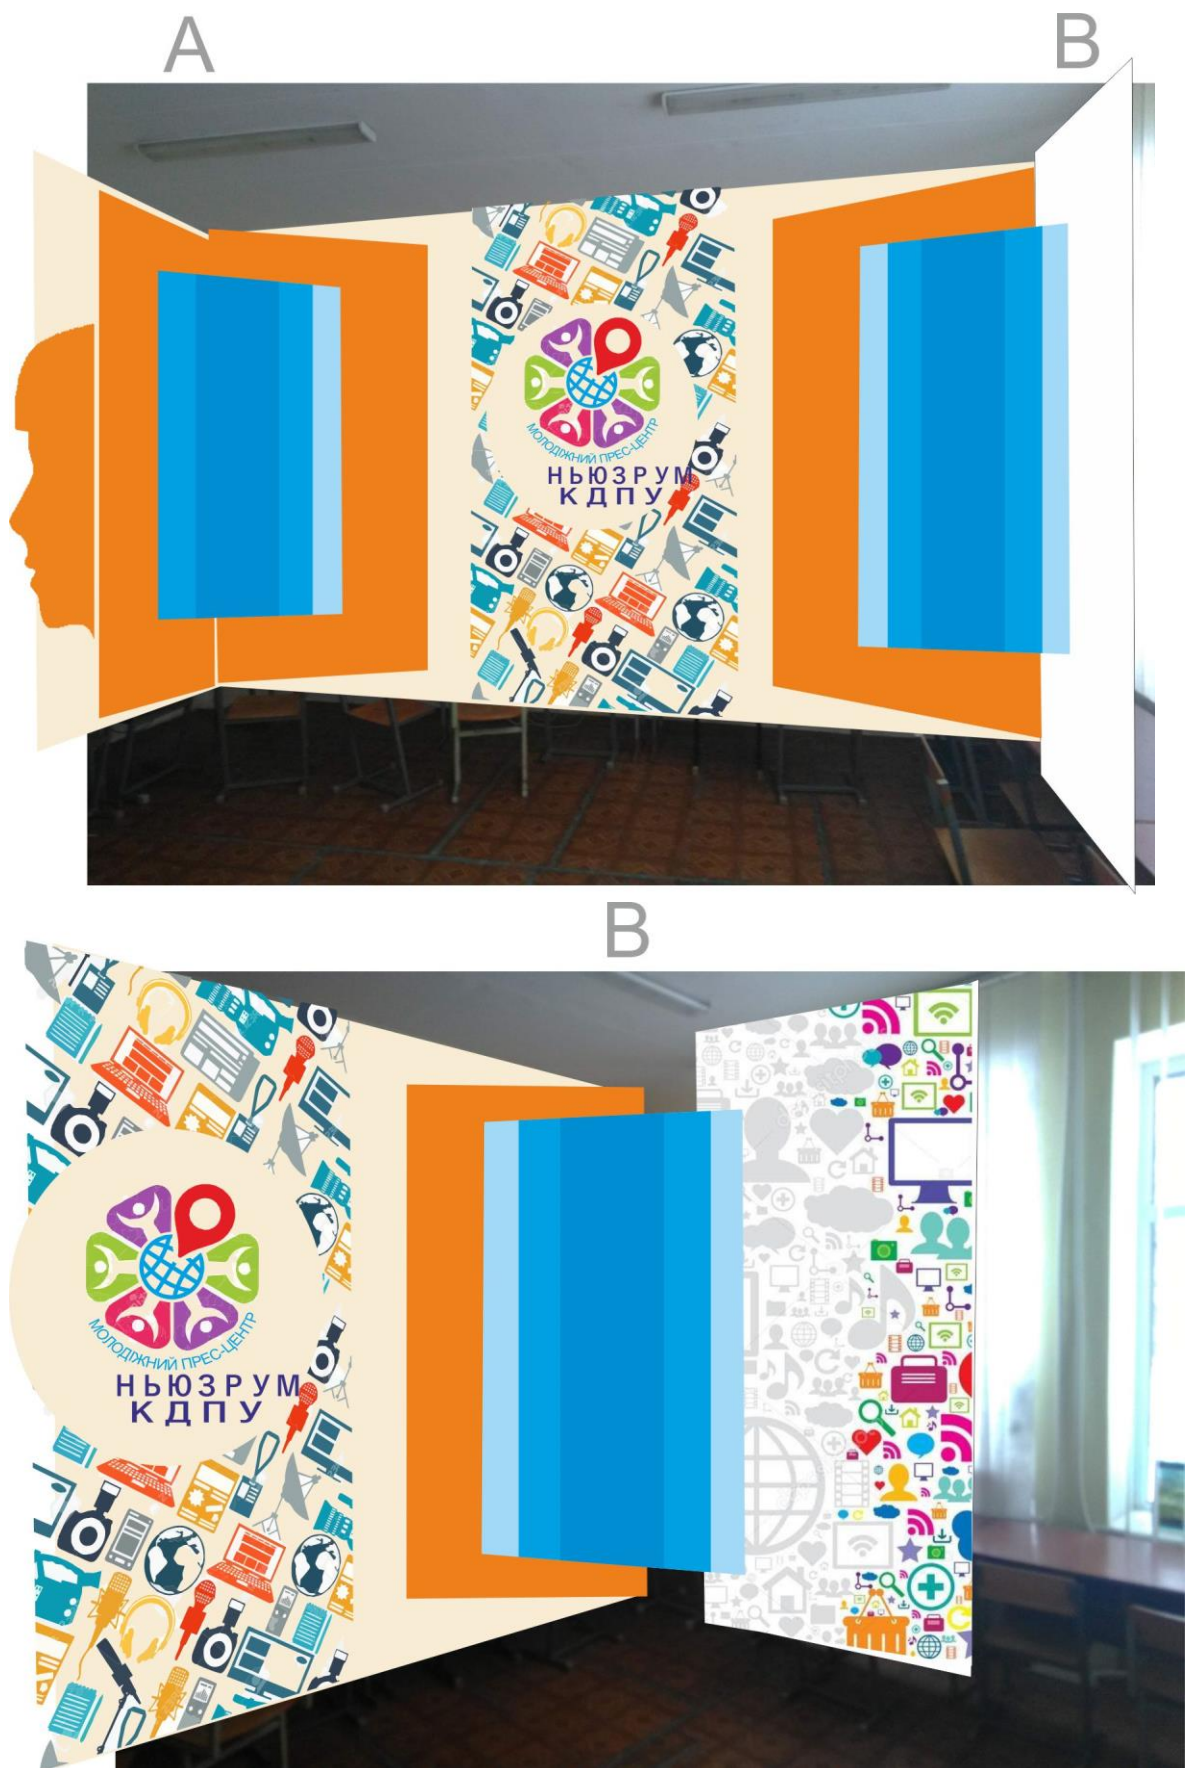 A
B
МОЛОДІЖНИЙ ПРЕС-ЦЕНТР
НЬЮЗРУМ
КДПУ
B
МОЛОДІЖНИЙ ПРЕС-ЦЕНТР
НЬЮЗРУМ
КДПУ